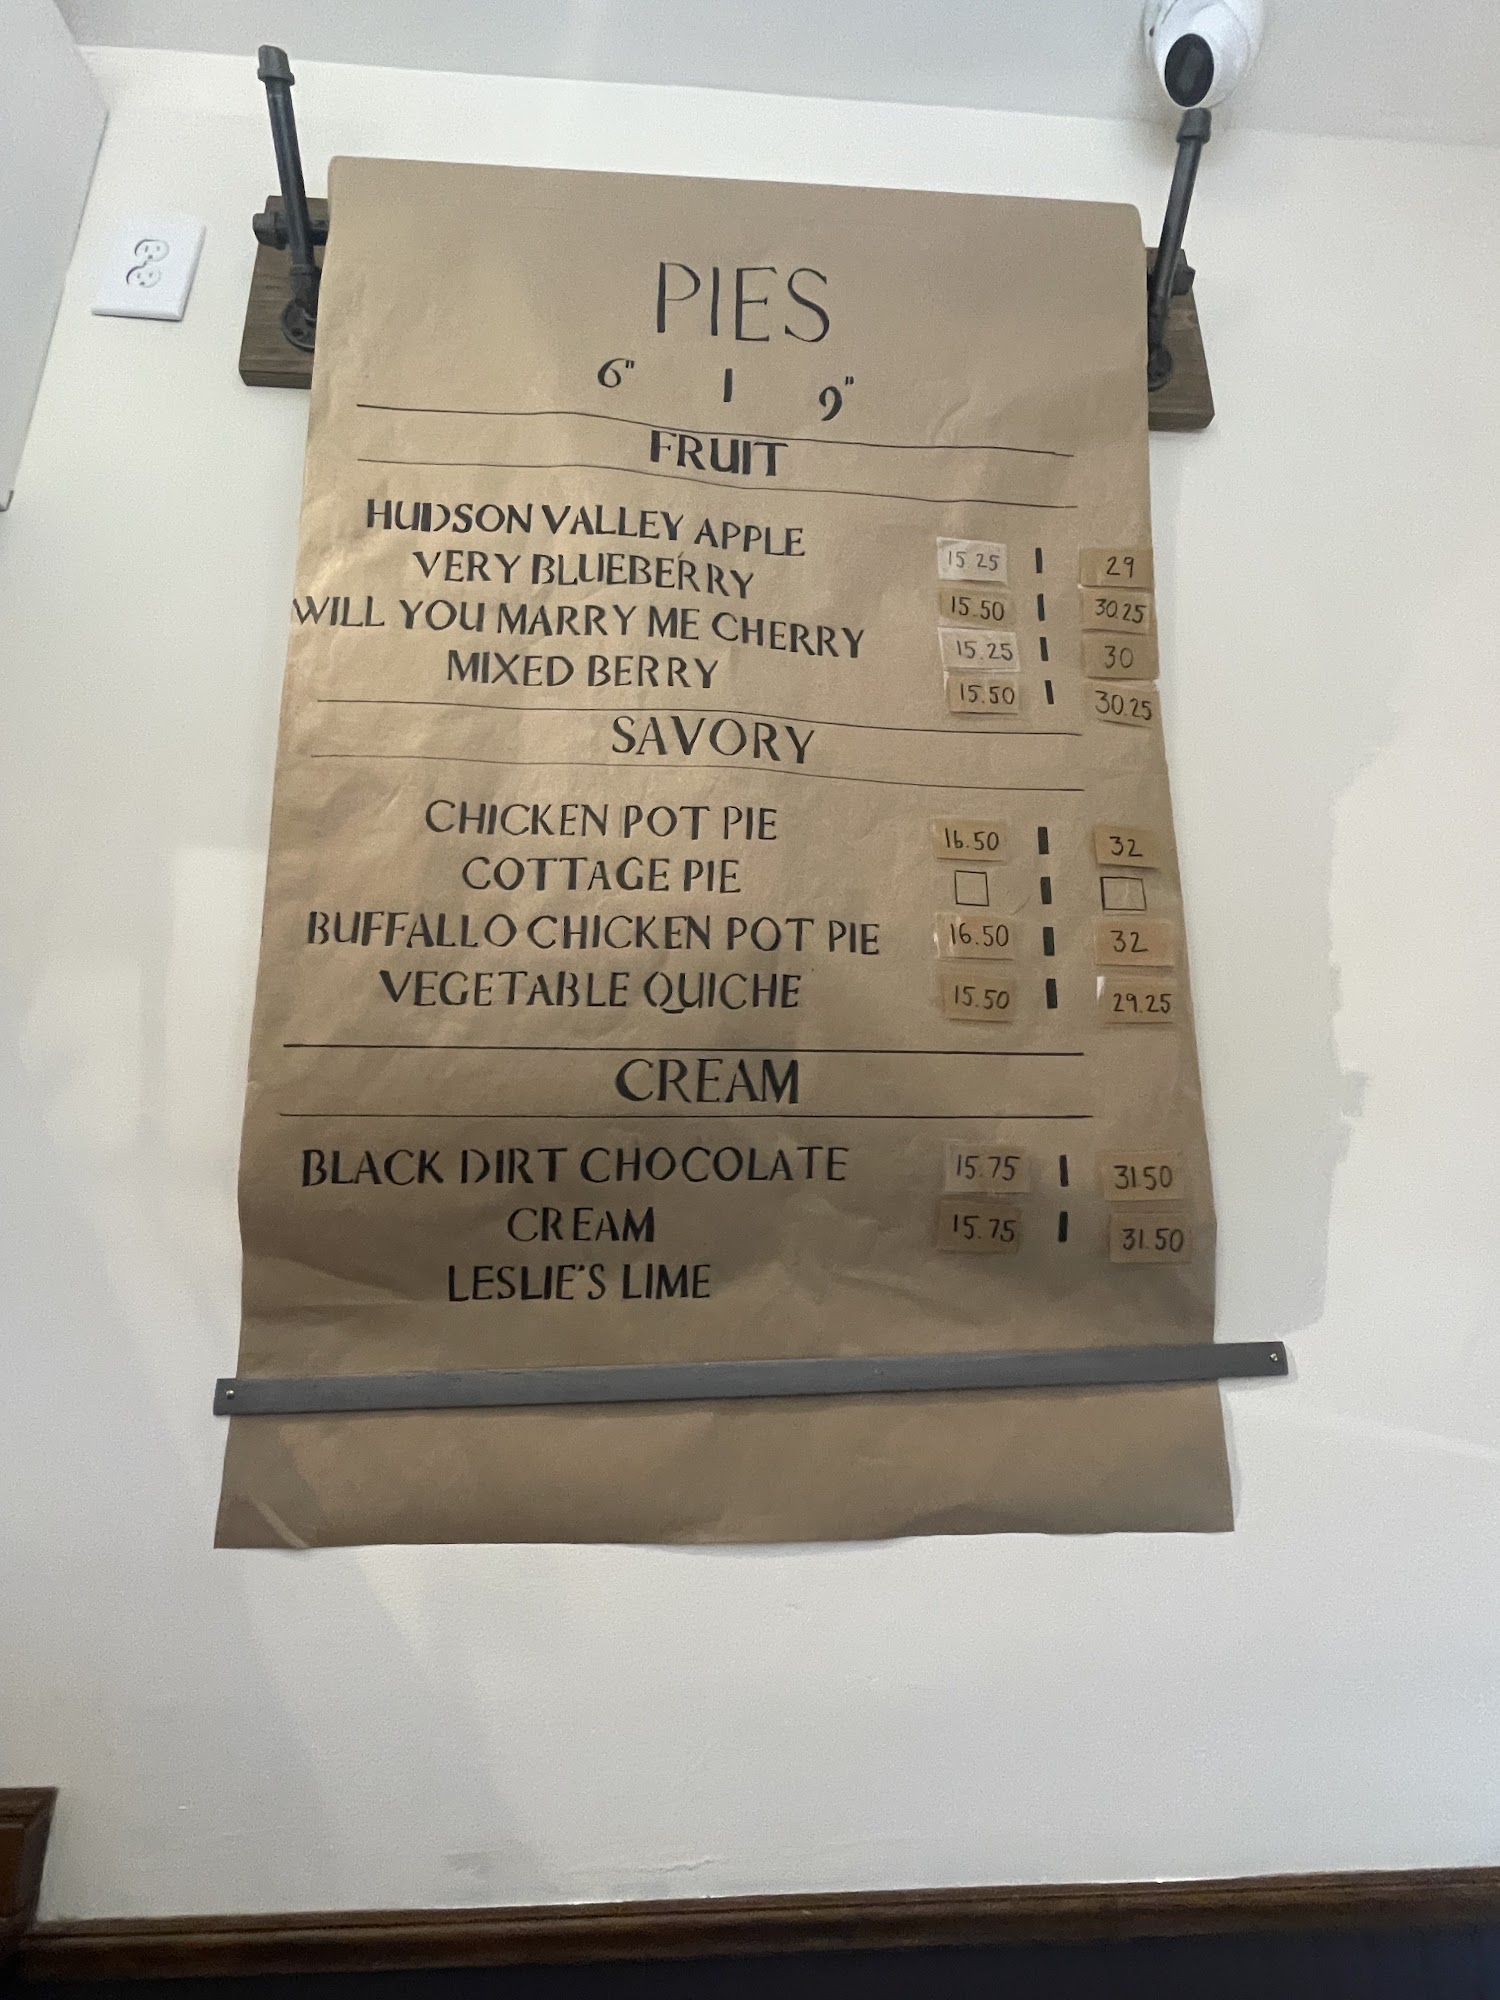 PIES
6" | 9"
FRUIT
HUDSON VALLEY APPLE 15.25 | 29
VERY BLUEBERRY 15.50 | 30.25
WILL YOU MARRY ME CHERRY 15.25 | 30
MIXED BERRY 15.50 | 30.25
SAVORY
CHICKEN POT PIE 16.50 | 32
COTTAGE PIE |
BUFFALLO CHICKEN POT PIE 16.50 | 32
VEGETABLE QUICHE 15.50 | 29.25
CREAM
BLACK DIRT CHOCOLATE 15.75 | 31.50
CREAM 15.75 | 31.50
LESLIE'S LIME